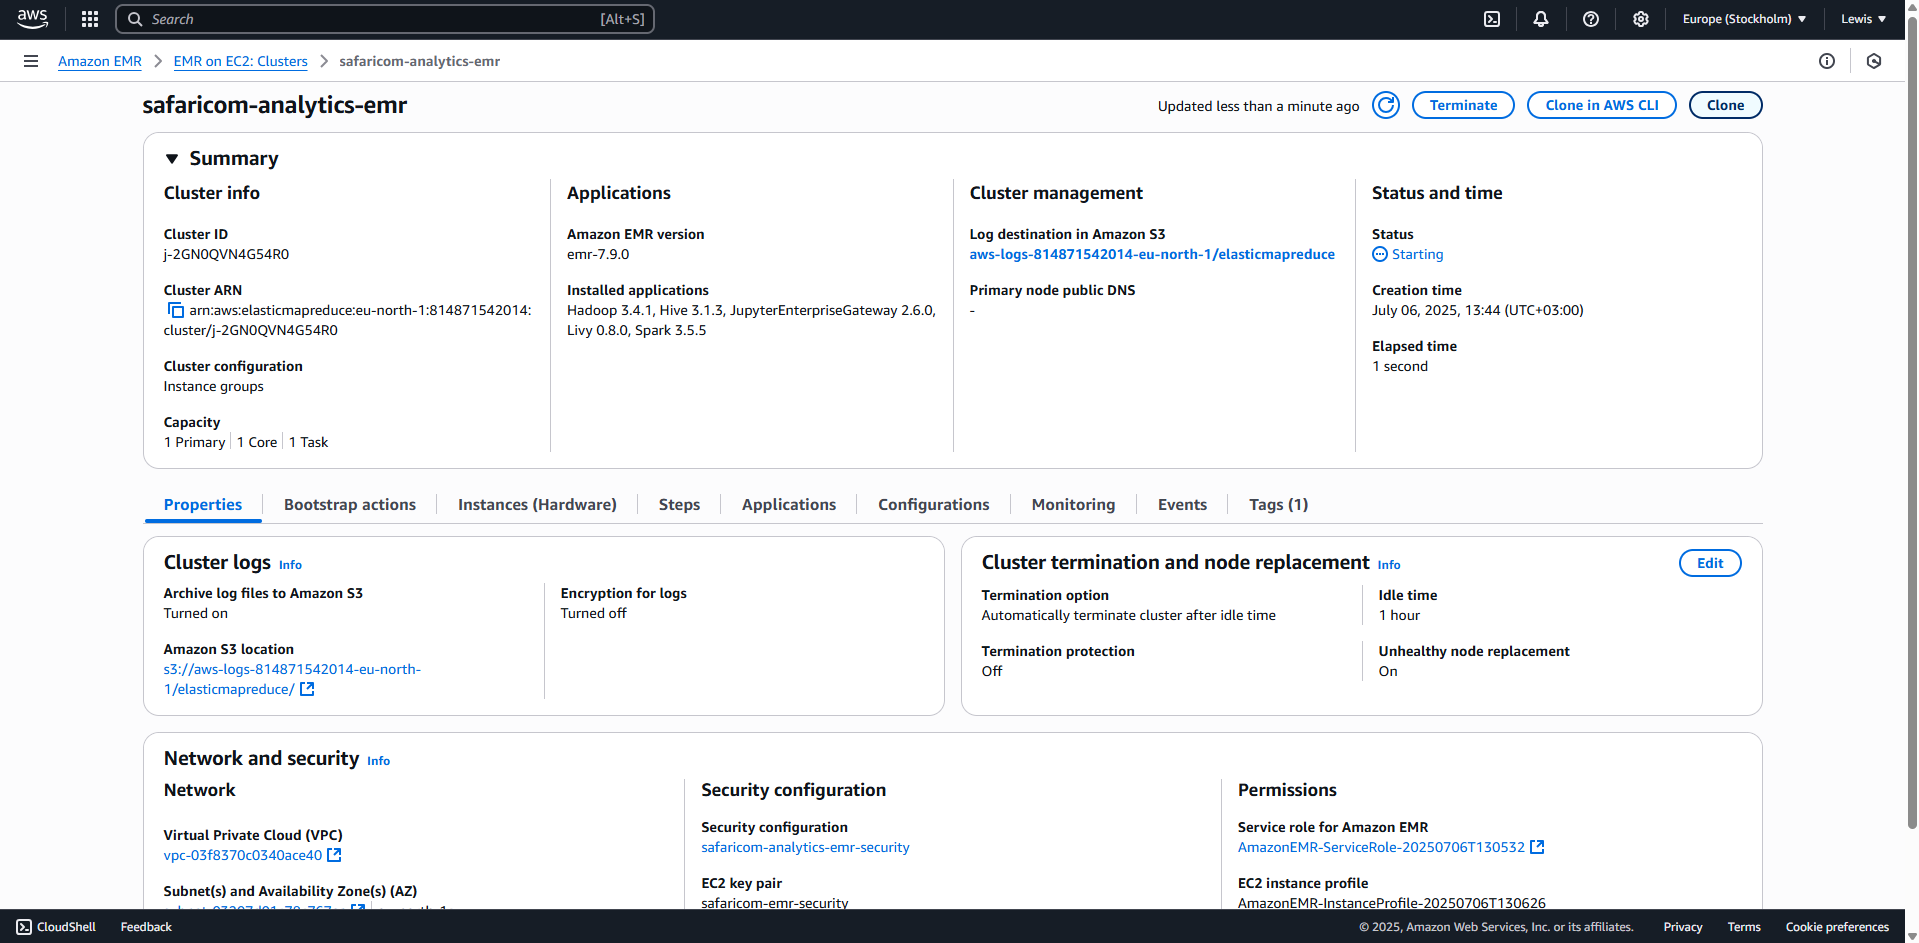 aws
Search [Alt+S]
Europe (Stockholm) ▼
Lewis ▼
Amazon EMR > EMR on EC2: Clusters > safaricom-analytics-emr
safaricom-analytics-emr
Updated less than a minute ago
Terminate
Clone in AWS CLI
Clone
Summary
Cluster info
Cluster ID
j-2GN0QVN4G54R0
Cluster ARN
arn:aws:elasticmapreduce:eu-north-1:814871542014:
cluster/j-2GN0QVN4G54R0
Cluster configuration
Instance groups
Capacity
1 Primary | 1 Core | 1 Task
Applications
Amazon EMR version
emr-7.9.0
Installed applications
Hadoop 3.4.1, Hive 3.1.3, JupyterEnterpriseGateway 2.6.0,
Livy 0.8.0, Spark 3.5.5
Cluster management
Log destination in Amazon S3
aws-logs-814871542014-eu-north-1/elasticmapreduce
Primary node public DNS
-
Status and time
Status
Starting
Creation time
July 06, 2025, 13:44 (UTC+03:00)
Elapsed time
1 second
Properties
Bootstrap actions
Instances (Hardware)
Steps
Applications
Configurations
Monitoring
Events
Tags (1)
Cluster logs Info
Archive log files to Amazon S3
Turned on
Amazon S3 location
s3://aws-logs-814871542014-eu-north-
1/elasticmapreduce/
Encryption for logs
Turned off
Cluster termination and node replacement Info
Edit
Termination option
Automatically terminate cluster after idle time
Idle time
1 hour
Termination protection
Off
Unhealthy node replacement
On
Network and security Info
Network
Virtual Private Cloud (VPC)
vpc-03f8370c0340ace40
Subnet(s) and Availability Zone(s) (AZ)
Security configuration
Security configuration
safaricom-analytics-emr-security
EC2 key pair
safaricom-emr-security
Permissions
Service role for Amazon EMR
AmazonEMR-ServiceRole-20250706T130532
EC2 instance profile
AmazonEMR-InstanceProfile-20250706T130626
CloudShell
Feedback
© 2025, Amazon Web Services, Inc. or its affiliates.
Privacy
Terms
Cookie preferences